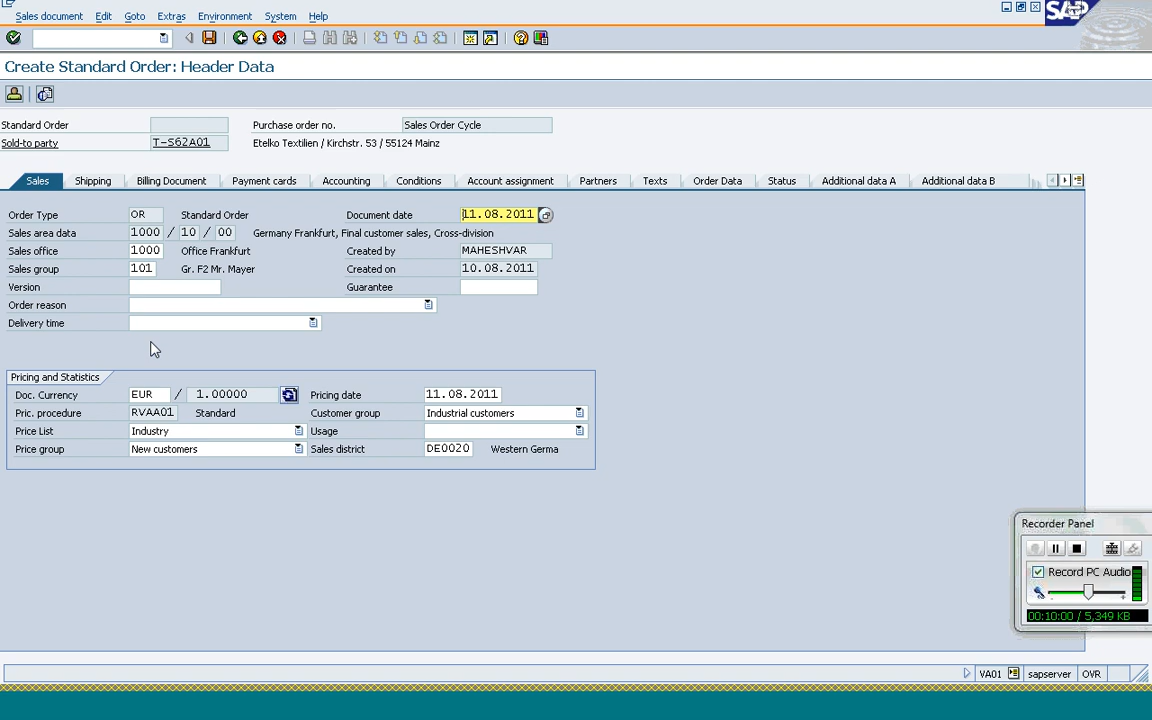 Sales document Edit Goto Extras Environment System Help
SAP
Create Standard Order: Header Data
Standard Order Purchase order no. Sales Order Cycle
Sold-to party T-S62A01 Etelko Textilien / Kirchstr. 53 / 55124 Mainz
Sales Shipping Billing Document Payment cards Accounting Conditions Account assignment Partners Texts Order Data Status Additional data A Additional data B
Order Type OR Standard Order Document date 11.08.2011
Sales area data 1000 / 10 / 00 Germany Frankfurt, Final customer sales, Cross-division
Sales office 1000 Office Frankfurt Created by MAHESHVAR
Sales group 101 Gr. F2 Mr. Mayer Created on 10.08.2011
Version Guarantee
Order reason
Delivery time
Pricing and Statistics
Doc. Currency EUR / 1.00000 Pricing date 11.08.2011
Pric. procedure RVAA01 Standard Customer group Industrial customers
Price List Industry Usage
Price group New customers Sales district DE0020 Western Germa
Recorder Panel
Record PC Audio
00:10:00 / 5,349 KB
VA01 sapserver OVR